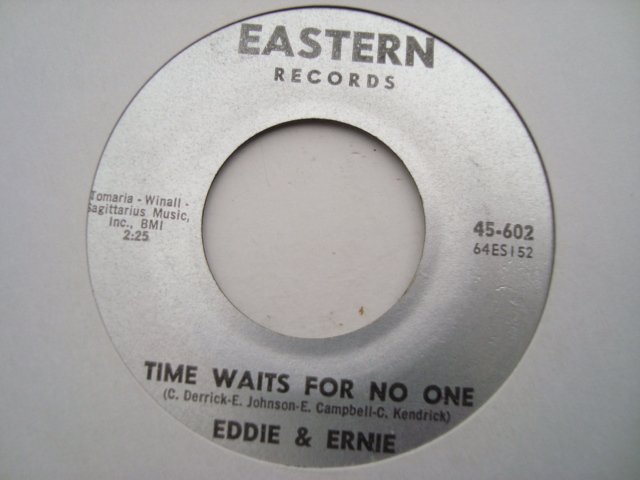 EASTERN
RECORDS
Tomaria - Winall -
Sagittarius Music,
Inc., BMI
2:25
45-602
64ES152
TIME WAITS FOR NO ONE
(C. Derrick-E. Johnson-E. Campbell-C. Kendrick)
EDDIE & ERNIE